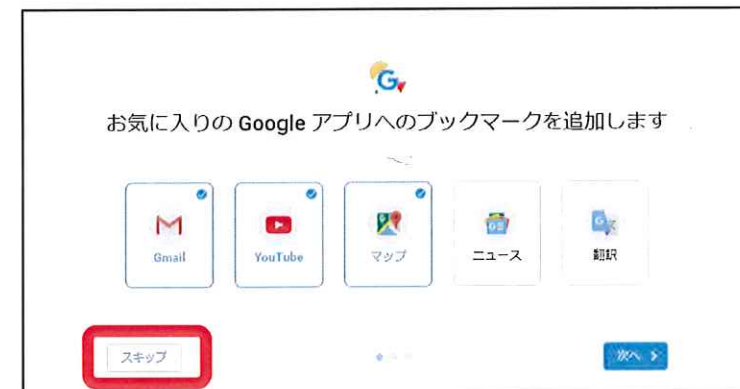 お気に入りの Google アプリへのブックマークを追加します
Gmail
YouTube
マップ
ニュース
翻訳
スキップ
次へ